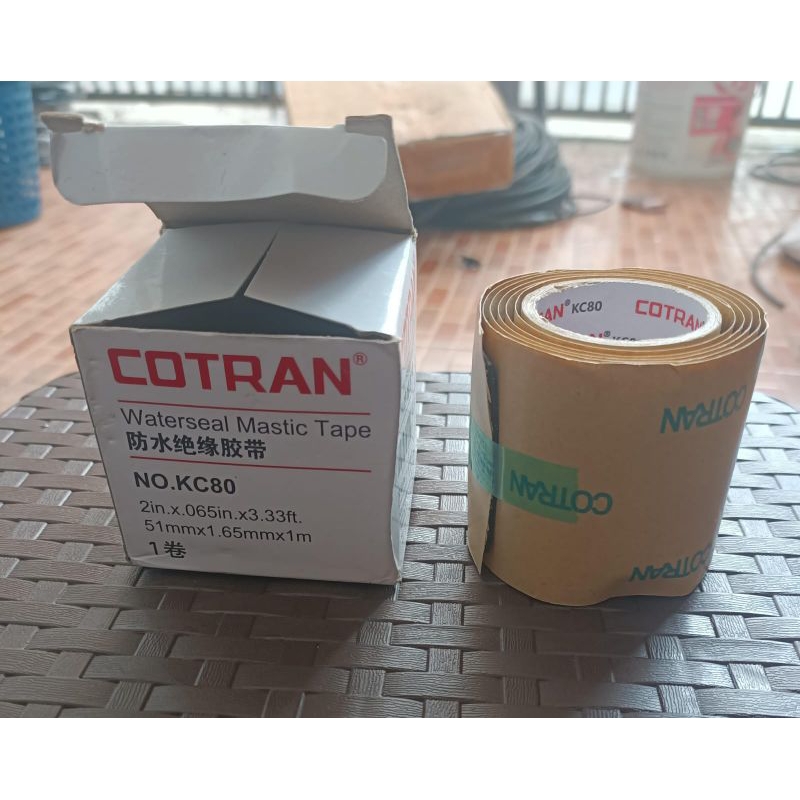 COTRAN®
Waterseal Mastic Tape
防水绝缘胶带
NO.KC80
2in.x.065in.x3.33ft.
51mmx1.65mmx1m
1卷
AN® KC80
COTRAN
COTRAN
COTRAN
COTRAN